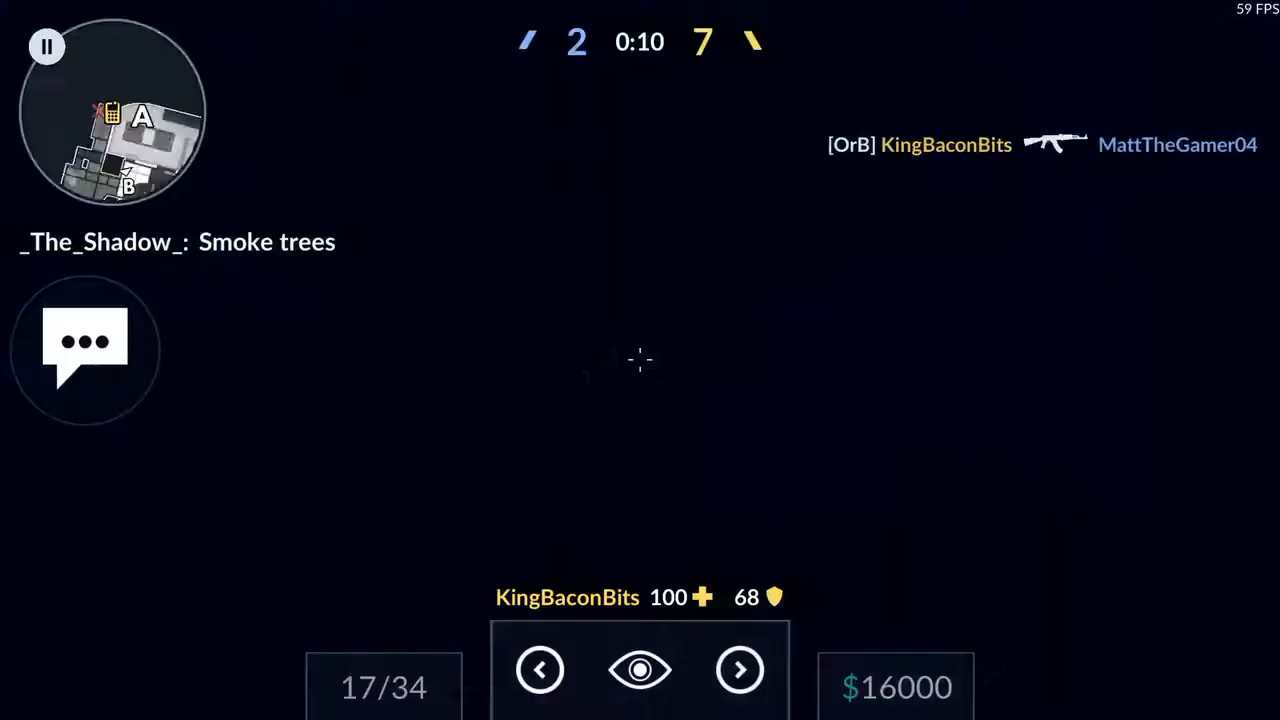 59 FPS
2 0:10 7
A
B
[OrB] KingBaconBits MattTheGamer04
_The_Shadow_: Smoke trees
KingBaconBits 100 68
17/34
$16000